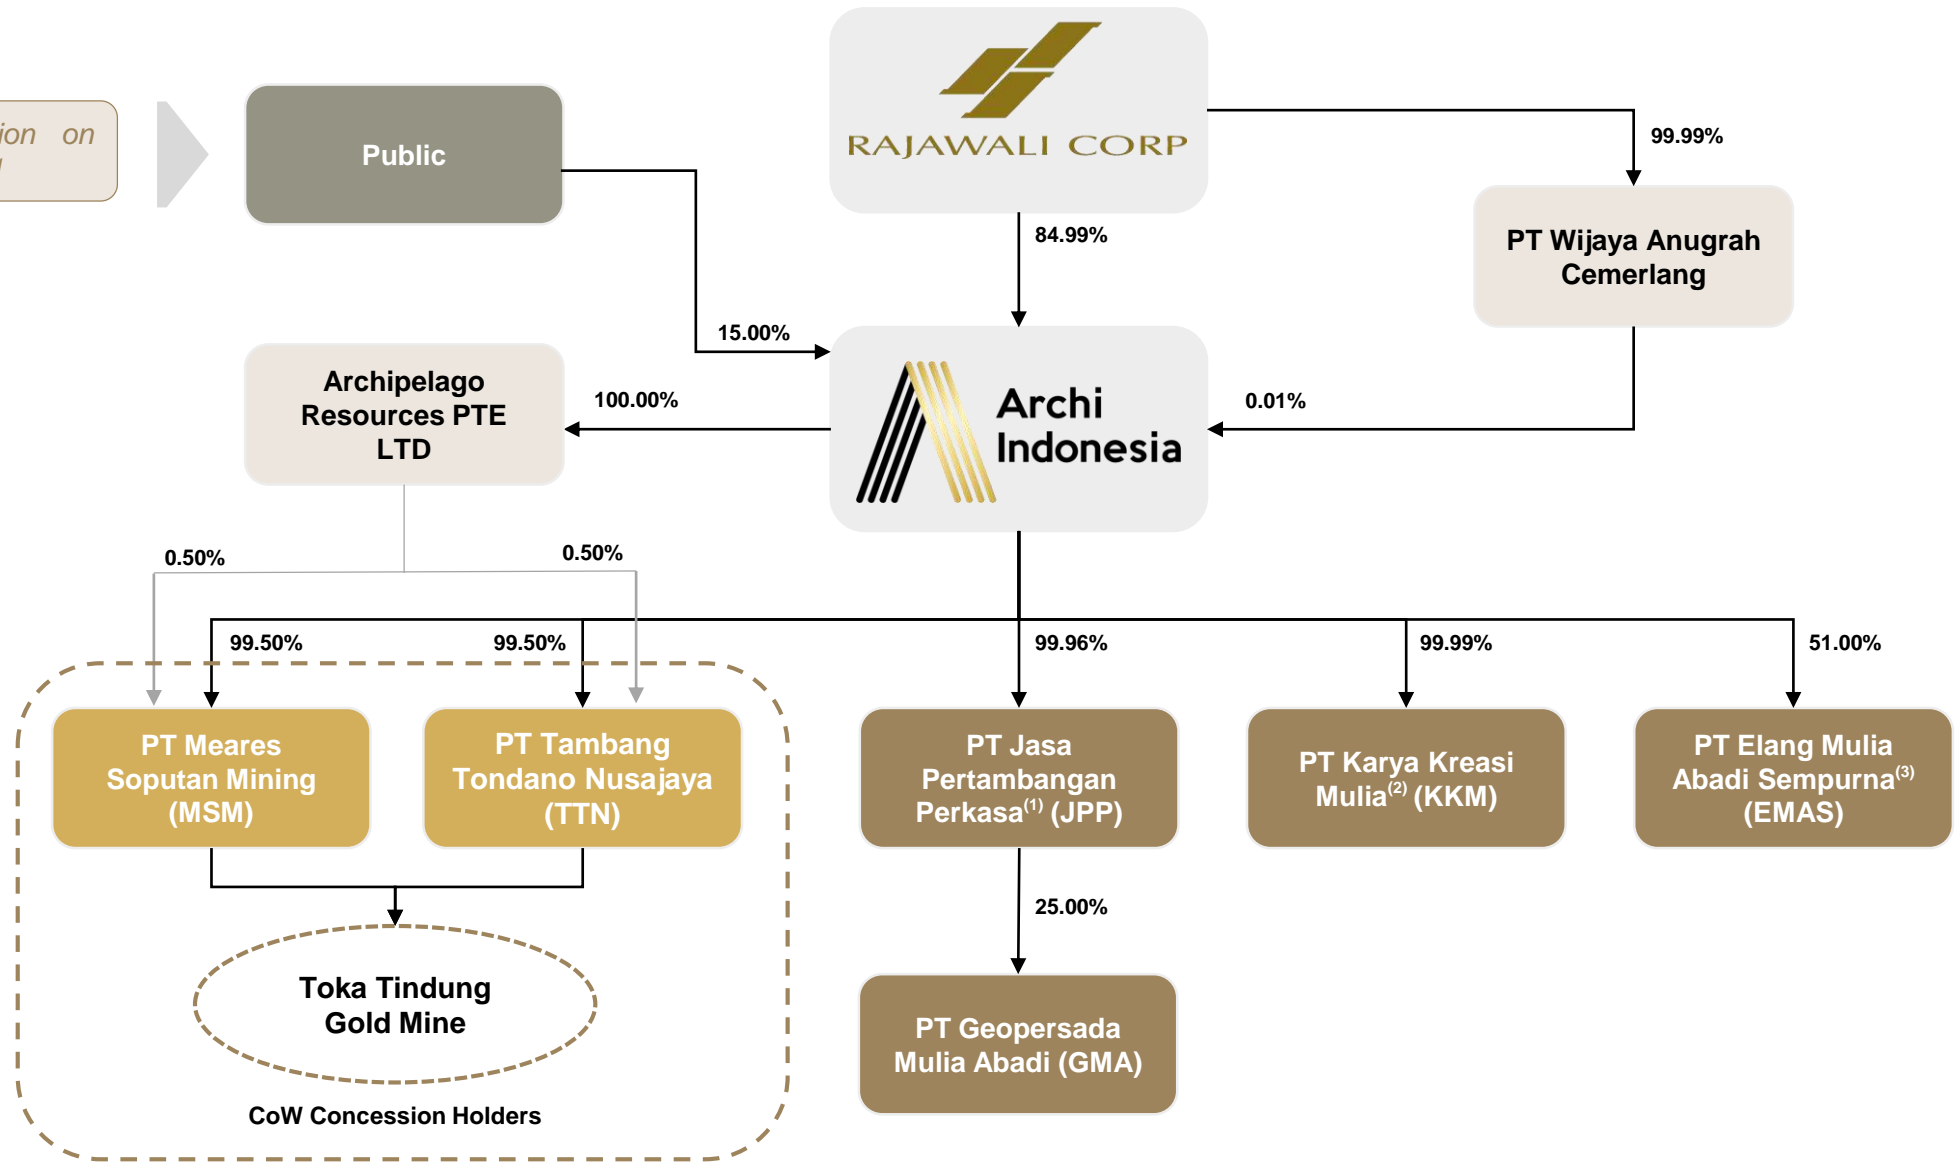 ion on
Public
RAJAWALI CORP
99.99%
84.99%
PT Wijaya Anugrah
Cemerlang
15.00%
Archipelago
Resources PTE
LTD
100.00%
Archi
Indonesia
0.01%
0.50%
0.50%
99.50%
99.50%
99.96%
99.99%
51.00%
PT Meares
Soputan Mining
(MSM)
PT Tambang
Tondano Nusajaya
(TTN)
PT Jasa
Pertambangan
Perkasa(1) (JPP)
PT Karya Kreasi
Mulia(2) (KKM)
PT Elang Mulia
Abadi Sempurna(3)
(EMAS)
25.00%
Toka Tindung
Gold Mine
PT Geopersada
Mulia Abadi (GMA)
CoW Concession Holders